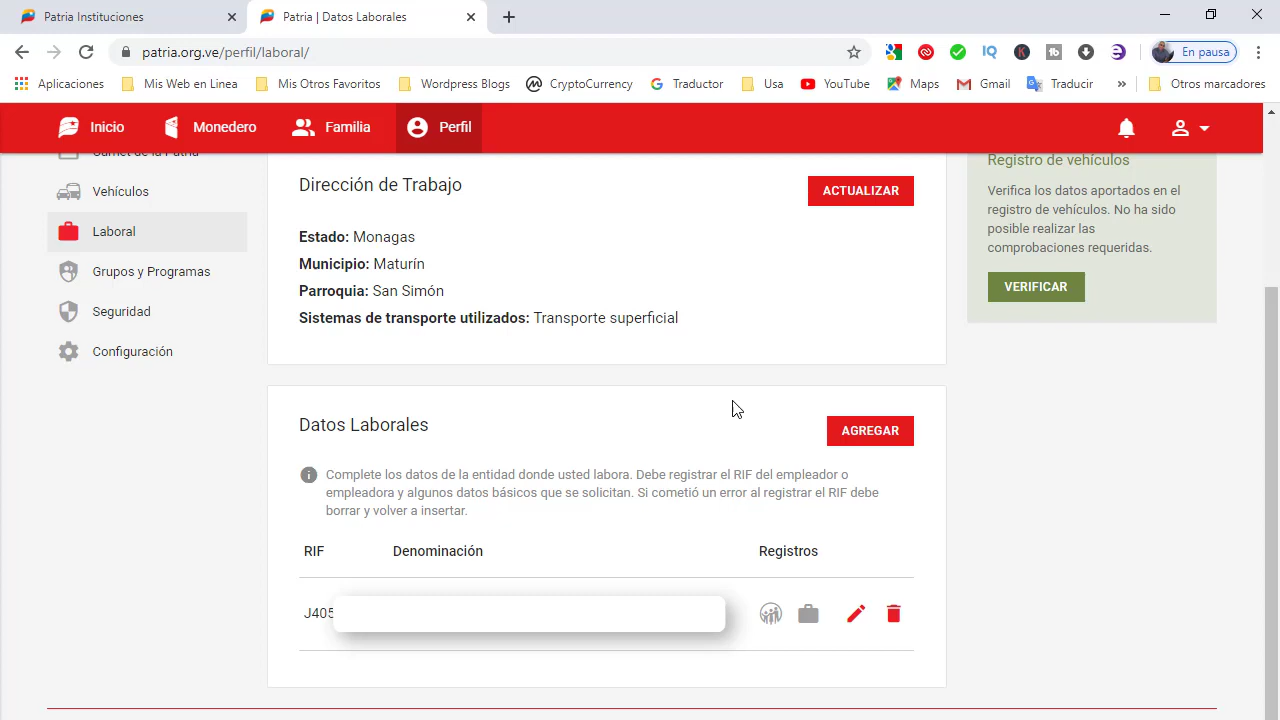 Patria Instituciones
Patria | Datos Laborales
patria.org.ve/perfil/laboral/
En pausa
Aplicaciones
Mis Web en Linea
Mis Otros Favoritos
Wordpress Blogs
CryptoCurrency
Traductor
Usa
YouTube
Maps
Gmail
Traducir
»
Otros marcadores
Inicio
Monedero
Familia
Perfil
Carnet de la Patria
Vehículos
Laboral
Grupos y Programas
Seguridad
Configuración
Dirección de Trabajo
ACTUALIZAR
Estado: Monagas
Municipio: Maturín
Parroquia: San Simón
Sistemas de transporte utilizados: Transporte superficial
Registro de vehículos
Verifica los datos aportados en el
registro de vehículos. No ha sido
posible realizar las
comprobaciones requeridas.
VERIFICAR
Datos Laborales
AGREGAR
Complete los datos de la entidad donde usted labora. Debe registrar el RIF del empleador o
empleadora y algunos datos básicos que se solicitan. Si cometió un error al registrar el RIF debe
borrar y volver a insertar.
RIF
Denominación
Registros
J405